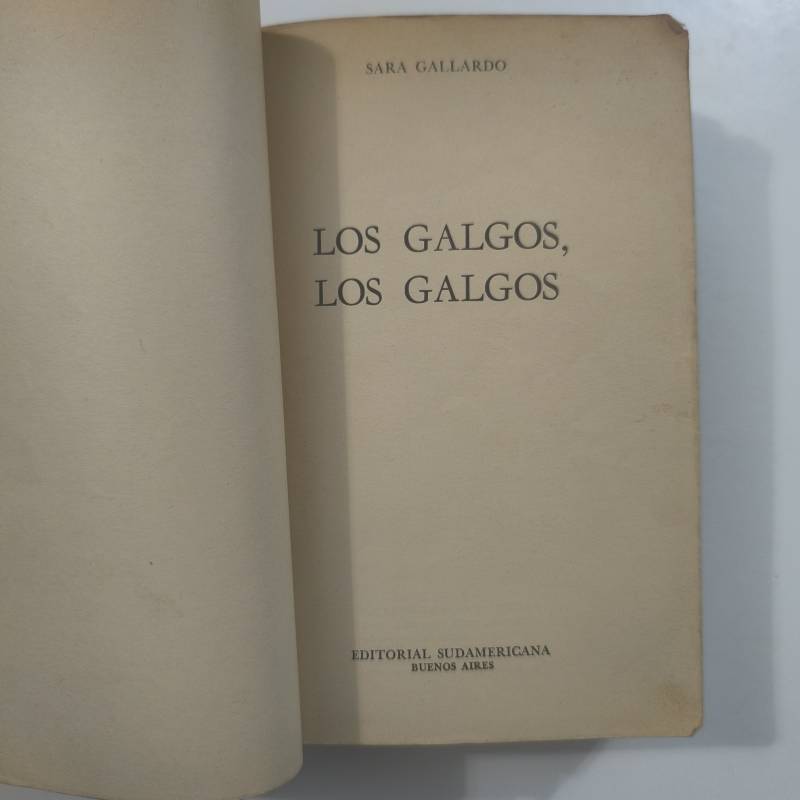 SARA GALLARDO
LOS GALGOS,
LOS GALGOS
EDITORIAL SUDAMERICANA
BUENOS AIRES